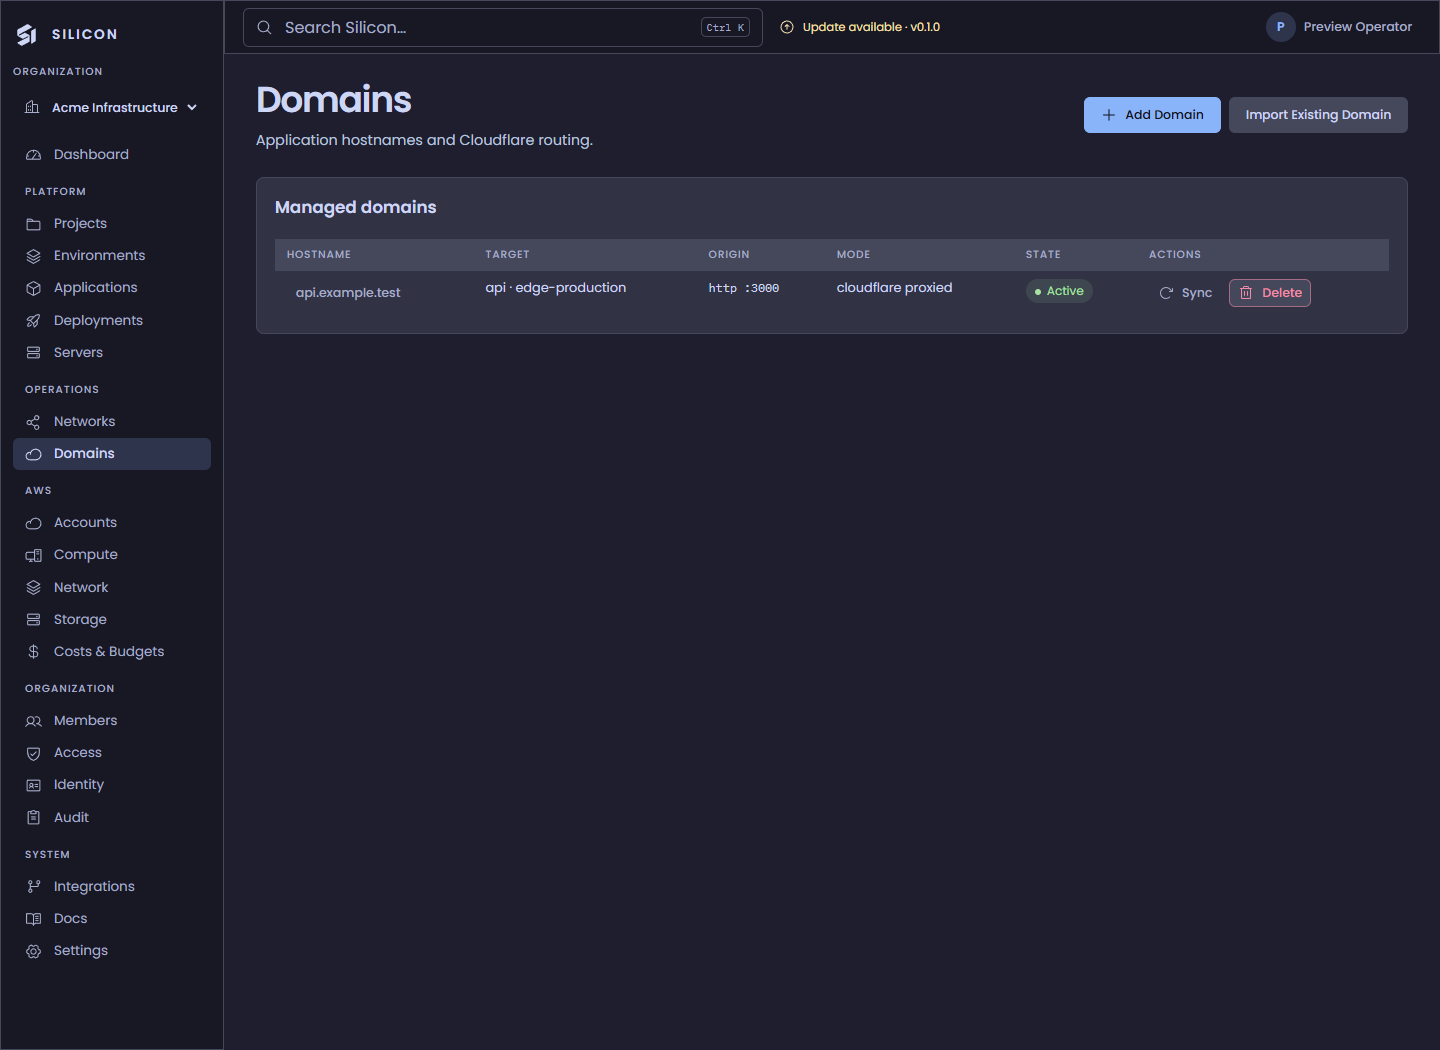 SILICON
ORGANIZATION
Acme Infrastructure
Dashboard
PLATFORM
Projects
Environments
Applications
Deployments
Servers
OPERATIONS
Networks
Domains
AWS
Accounts
Compute
Network
Storage
Costs & Budgets
ORGANIZATION
Members
Access
Identity
Audit
SYSTEM
Integrations
Docs
Settings
Search Silicon... Ctrl K
Update available · v0.1.0
P Preview Operator
Domains
Application hostnames and Cloudflare routing.
Add Domain
Import Existing Domain
Managed domains
HOSTNAME TARGET ORIGIN MODE STATE ACTIONS
api.example.test api · edge-production http :3000 cloudflare proxied Active Sync Delete